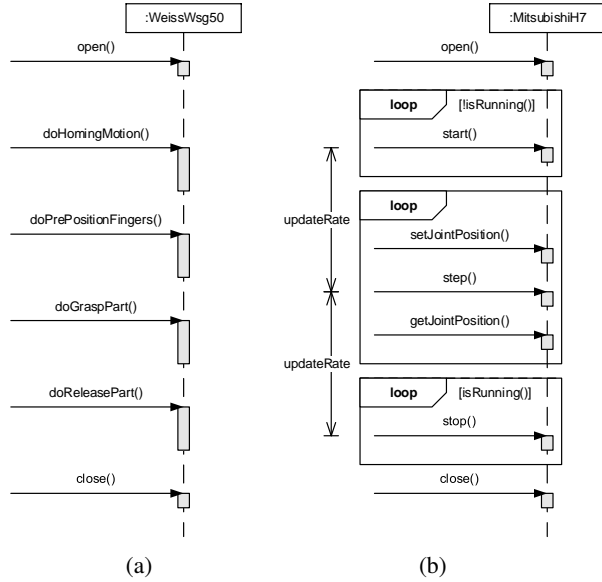 :WeissWsg50
open()
doHomingMotion()
doPrePositionFingers()
doGraspPart()
doReleasePart()
close()
(a)
:MitsubishiH7
open()
loop [!isRunning()]
start()
updateRate
loop
setJointPosition()
step()
getJointPosition()
updateRate
loop [isRunning()]
stop()
close()
(b)